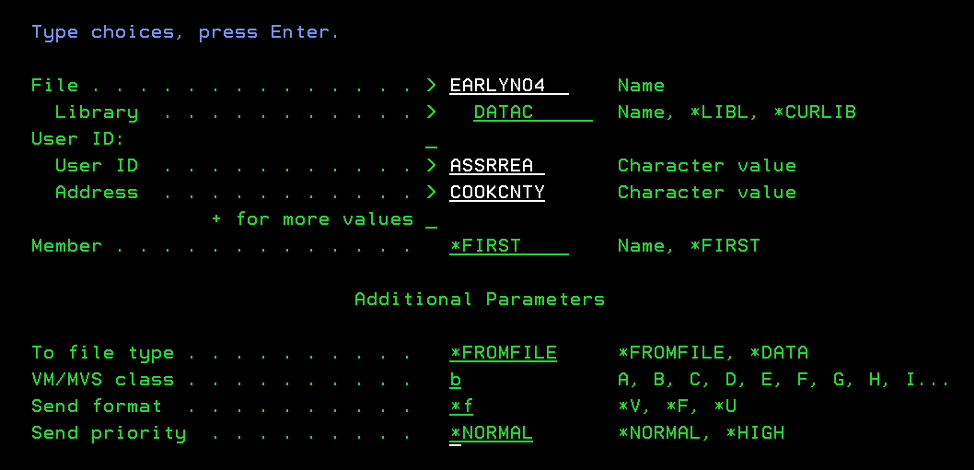 Type choices, press Enter.
File . . . . . . . . . . . . . . > EARLYNO4 Name
Library . . . . . . . . . . . > DATAC Name, *LIBL, *CURLIB
User ID: _
User ID . . . . . . . . . . . > ASSRREA Character value
Address . . . . . . . . . . . > COOKCNTY Character value
+ for more values _
Member . . . . . . . . . . . . . *FIRST Name, *FIRST
Additional Parameters
To file type . . . . . . . . . . *FROMFILE *FROMFILE, *DATA
VM/MVS class . . . . . . . . . . b A, B, C, D, E, F, G, H, I...
Send format . . . . . . . . . . *f *V, *F, *U
Send priority . . . . . . . . . *NORMAL *NORMAL, *HIGH